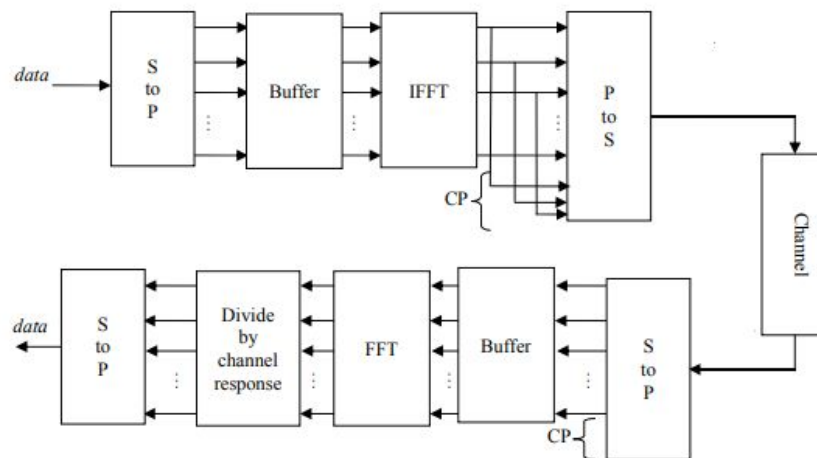 data
S
to
P
Buffer
IFFT
P
to
S
CP
Channel
data
S
to
P
Divide
by
channel
response
FFT
Buffer
S
to
P
CP